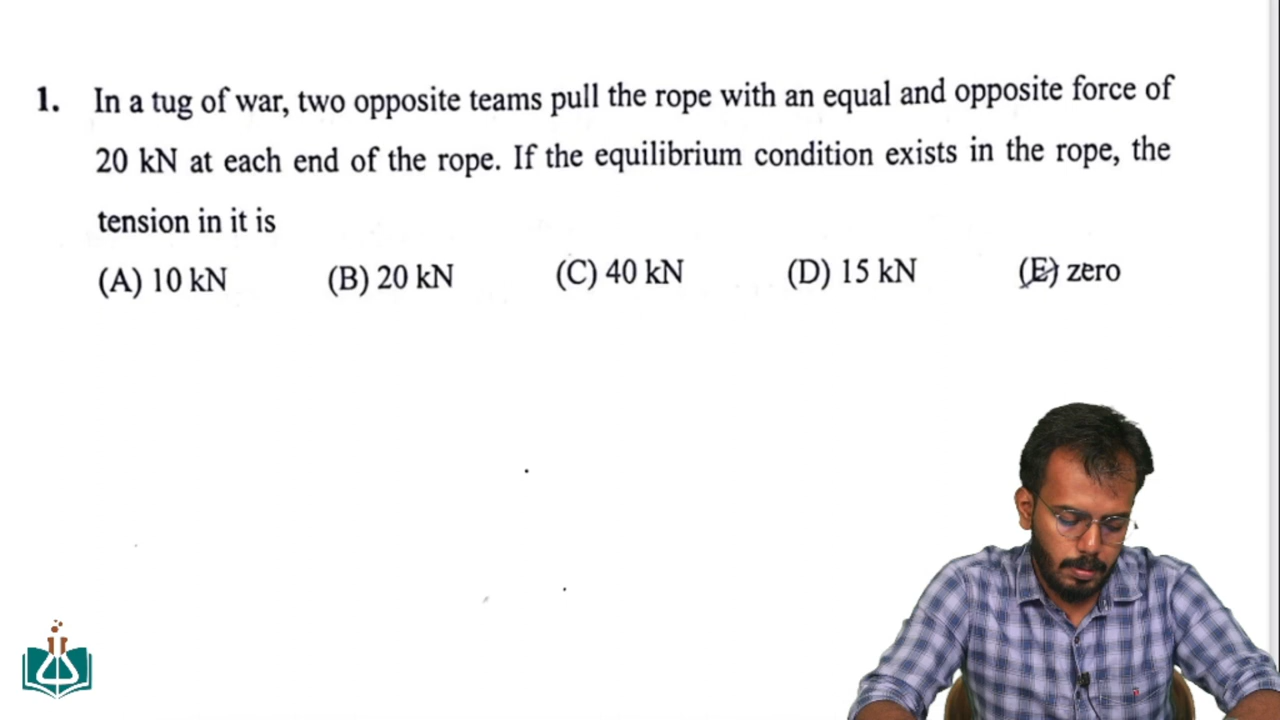 1. In a tug of war, two opposite teams pull the rope with an equal and opposite force of
20 kN at each end of the rope. If the equilibrium condition exists in the rope, the
tension in it is
(A) 10 kN (B) 20 kN (C) 40 kN (D) 15 kN (E) zero